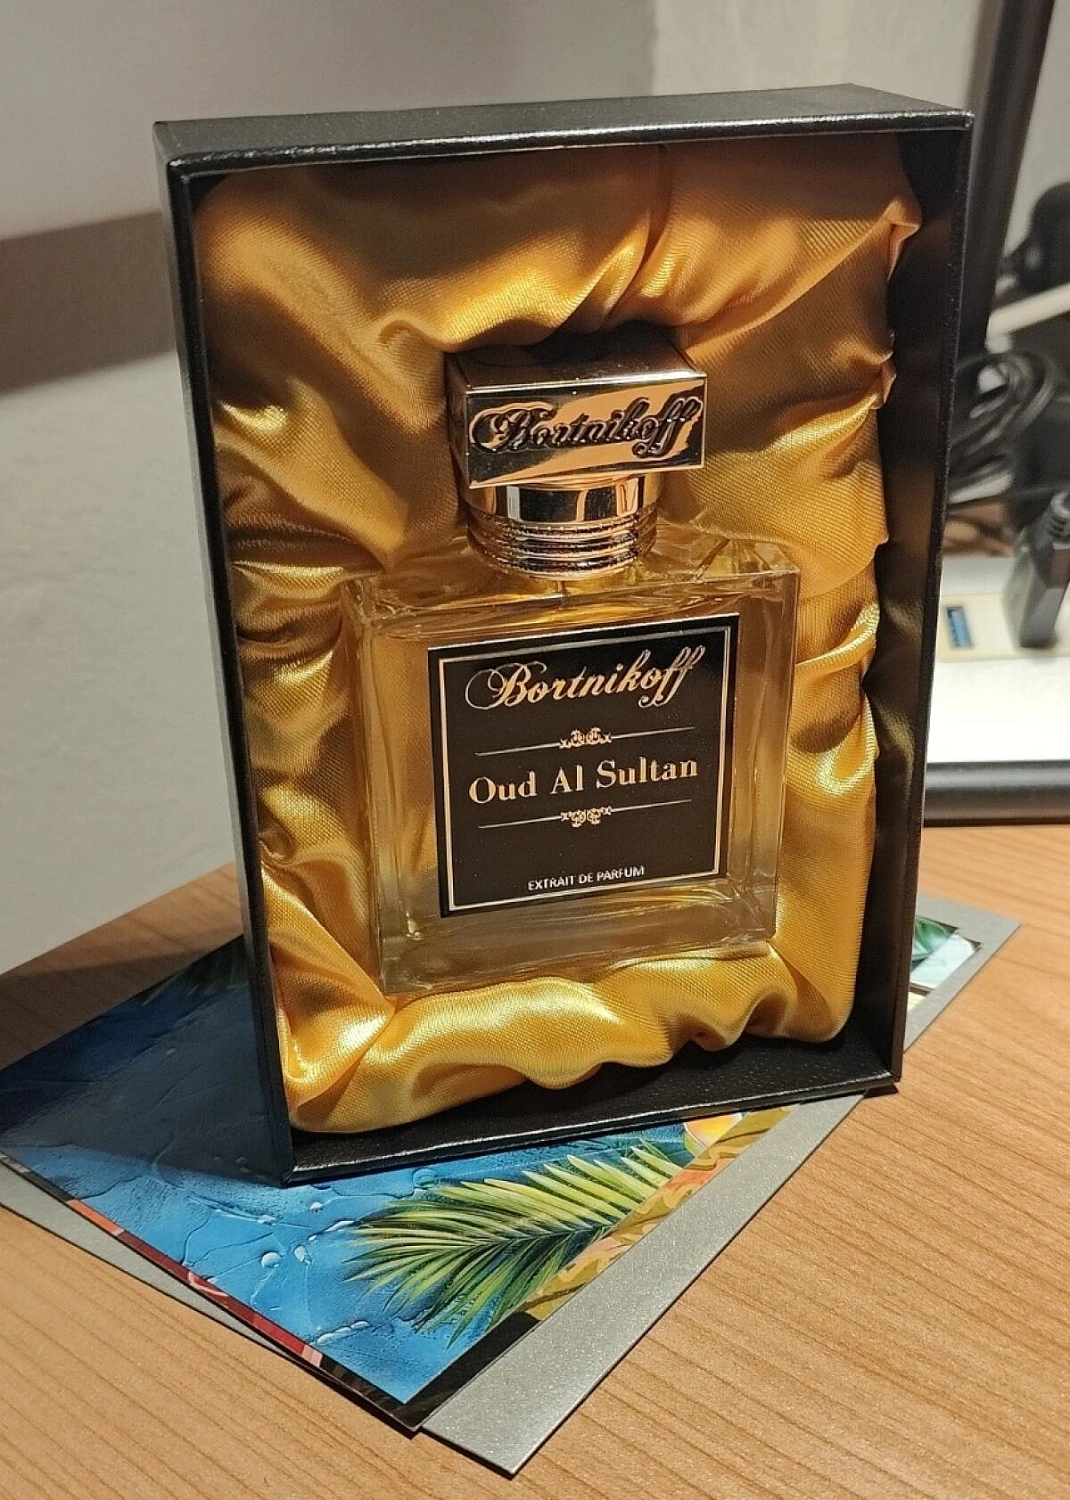 Bortnikoff
Bortnikoff
Oud Al Sultan
EXTRAIT DE PARFUM